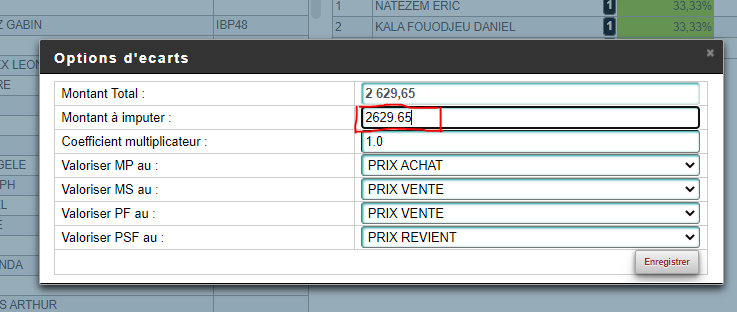 1 NATEZEM ERIC 1 33,33%
Z GABIN IBP48
2 KALA FOUODJEU DANIEL 1 33,33%
EX LEON
RE
GELE
PH
IL
E
NDA
S ARTHUR
Options d'ecarts ×
Montant Total : 2 629,65
Montant à imputer : 2629.65
Coefficient multiplicateur : 1.0
Valoriser MP au : PRIX ACHAT
Valoriser MS au : PRIX VENTE
Valoriser PF au : PRIX VENTE
Valoriser PSF au : PRIX REVIENT
Enregistrer